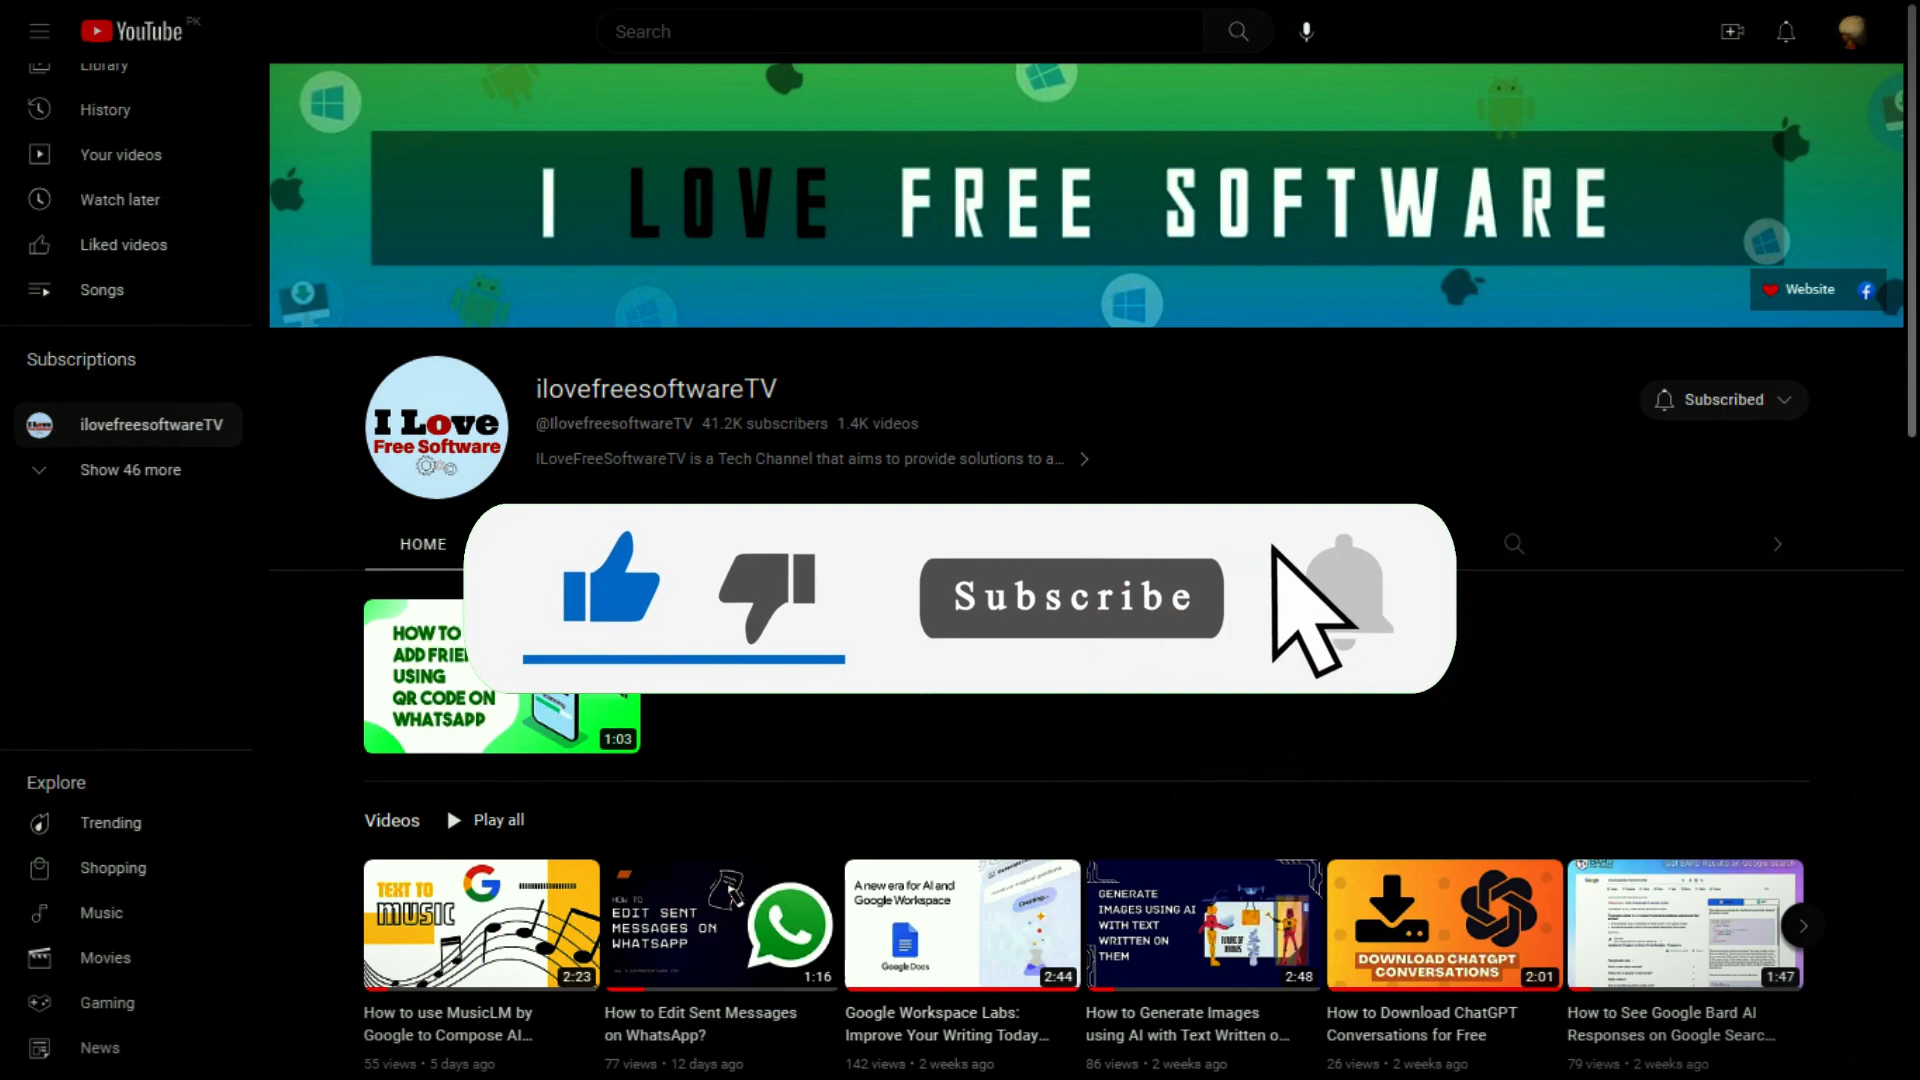 YouTube PK
Search
Library
History
Your videos
Watch later
Liked videos
Songs
Subscriptions
ilovefreesoftwareTV
Show 46 more
Explore
Trending
Shopping
Music
Movies
Gaming
News
I LOVE FREE SOFTWARE
Website
I Love
Free Software
ilovefreesoftwareTV
@IlovefreesoftwareTV 41.2K subscribers 1.4K videos
ILoveFreeSoftwareTV is a Tech Channel that aims to provide solutions to a...
Subscribed
HOME
Subscribe
HOW TO
ADD FRIE
USING
QR CODE ON
WHATSAPP
1:03
Videos
Play all
TEXT TO
MUSIC
2:23
How to use MusicLM by
Google to Compose AI...
55 views • 5 days ago
HOW TO
EDIT SENT
MESSAGES ON
WHATSAPP
1:16
How to Edit Sent Messages
on WhatsApp?
77 views • 12 days ago
A new era for AI and
Google Workspace
Google Docs
2:44
Google Workspace Labs:
Improve Your Writing Today...
142 views • 2 weeks ago
GENERATE
IMAGES USING AI
WITH TEXT
WRITTEN ON
THEM
2:48
How to Generate Images
using AI with Text Written o...
86 views • 2 weeks ago
DOWNLOAD CHATGPT
CONVERSATIONS
2:01
How to Download ChatGPT
Conversations for Free
26 views • 2 weeks ago
1:47
How to See Google Bard AI
Responses on Google Searc...
79 views • 2 weeks ago